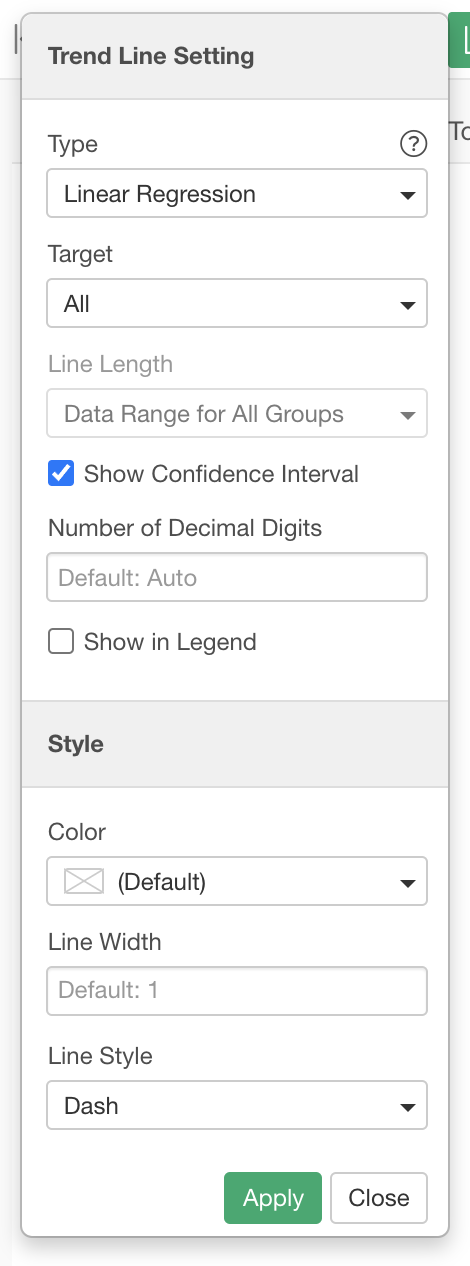 Trend Line Setting
Type
?
Linear Regression
Target
All
Line Length
Data Range for All Groups
Show Confidence Interval
Number of Decimal Digits
Default: Auto
Show in Legend
Style
Color
(Default)
Line Width
Default: 1
Line Style
Dash
Apply Close